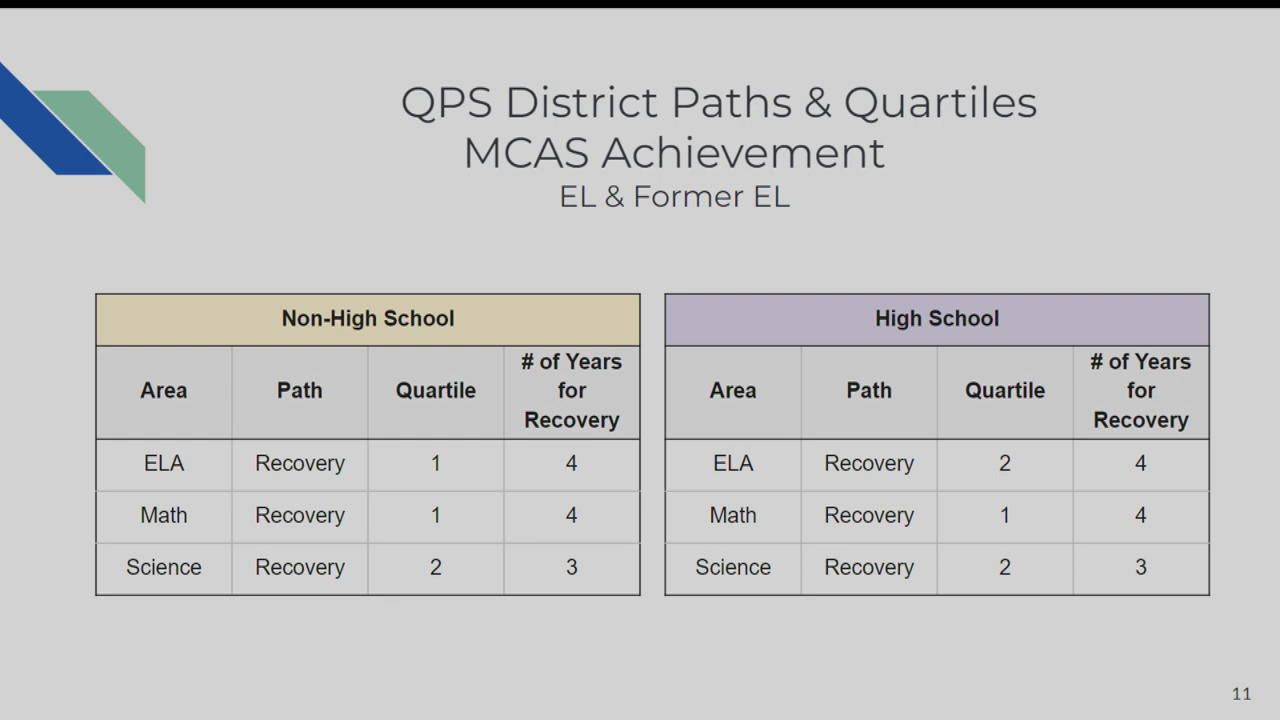 QPS District Paths & Quartiles
MCAS Achievement
EL & Former EL
Non-High School
Area Path Quartile # of Years for Recovery
ELA Recovery 1 4
Math Recovery 1 4
Science Recovery 2 3
High School
Area Path Quartile # of Years for Recovery
ELA Recovery 2 4
Math Recovery 1 4
Science Recovery 2 3
11